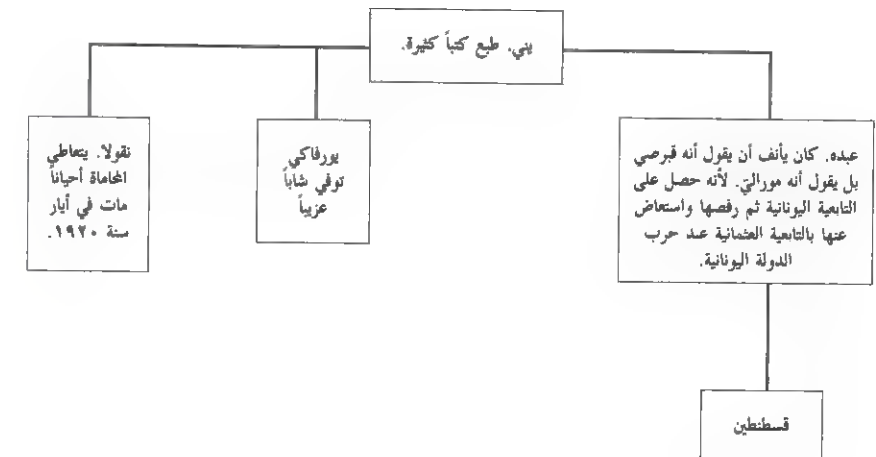 يني. طبع كتباً كثيرة.
عبده. كان يأنف أن يقول أنه قبرصي
بل يقول أنه مورالي. لأنه حصل على
التابعية اليونانية ثم رفضها واستعاض
عنها بالتابعية العثمانية عند حرب
الدولة اليونانية.
يورفاكي
توفي شاباً
عزيباً
نقولا. يتعاطي
المحاماة أحياناً
مات في أيار
سنة ١٩٢٠.
قسطنطين